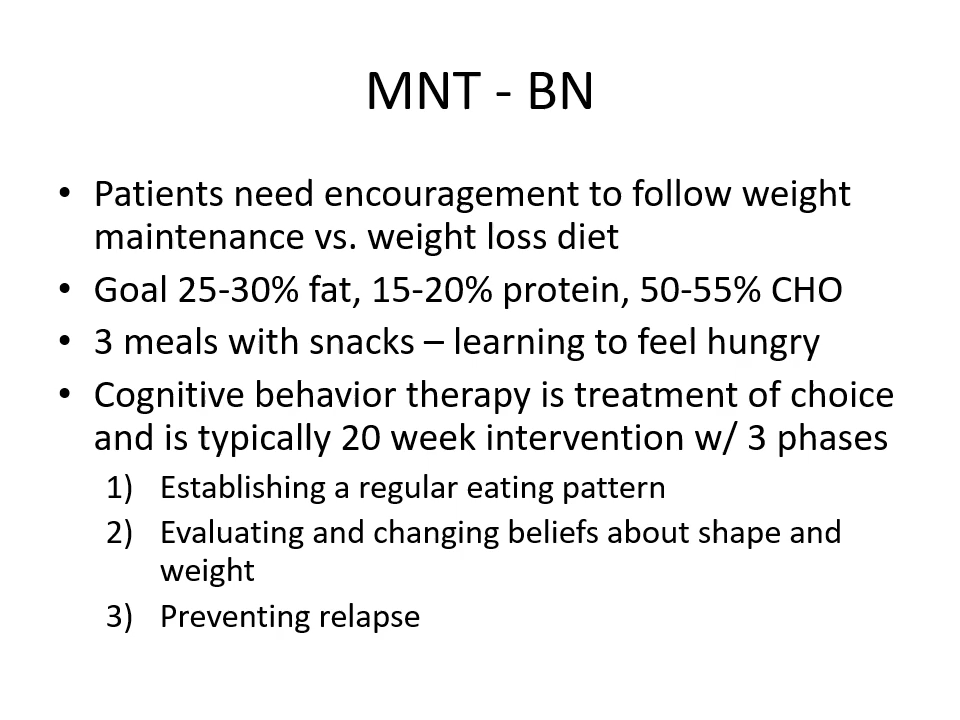 MNT - BN
• Patients need encouragement to follow weight
maintenance vs. weight loss diet
• Goal 25-30% fat, 15-20% protein, 50-55% CHO
• 3 meals with snacks – learning to feel hungry
• Cognitive behavior therapy is treatment of choice
and is typically 20 week intervention w/ 3 phases
1) Establishing a regular eating pattern
2) Evaluating and changing beliefs about shape and
weight
3) Preventing relapse